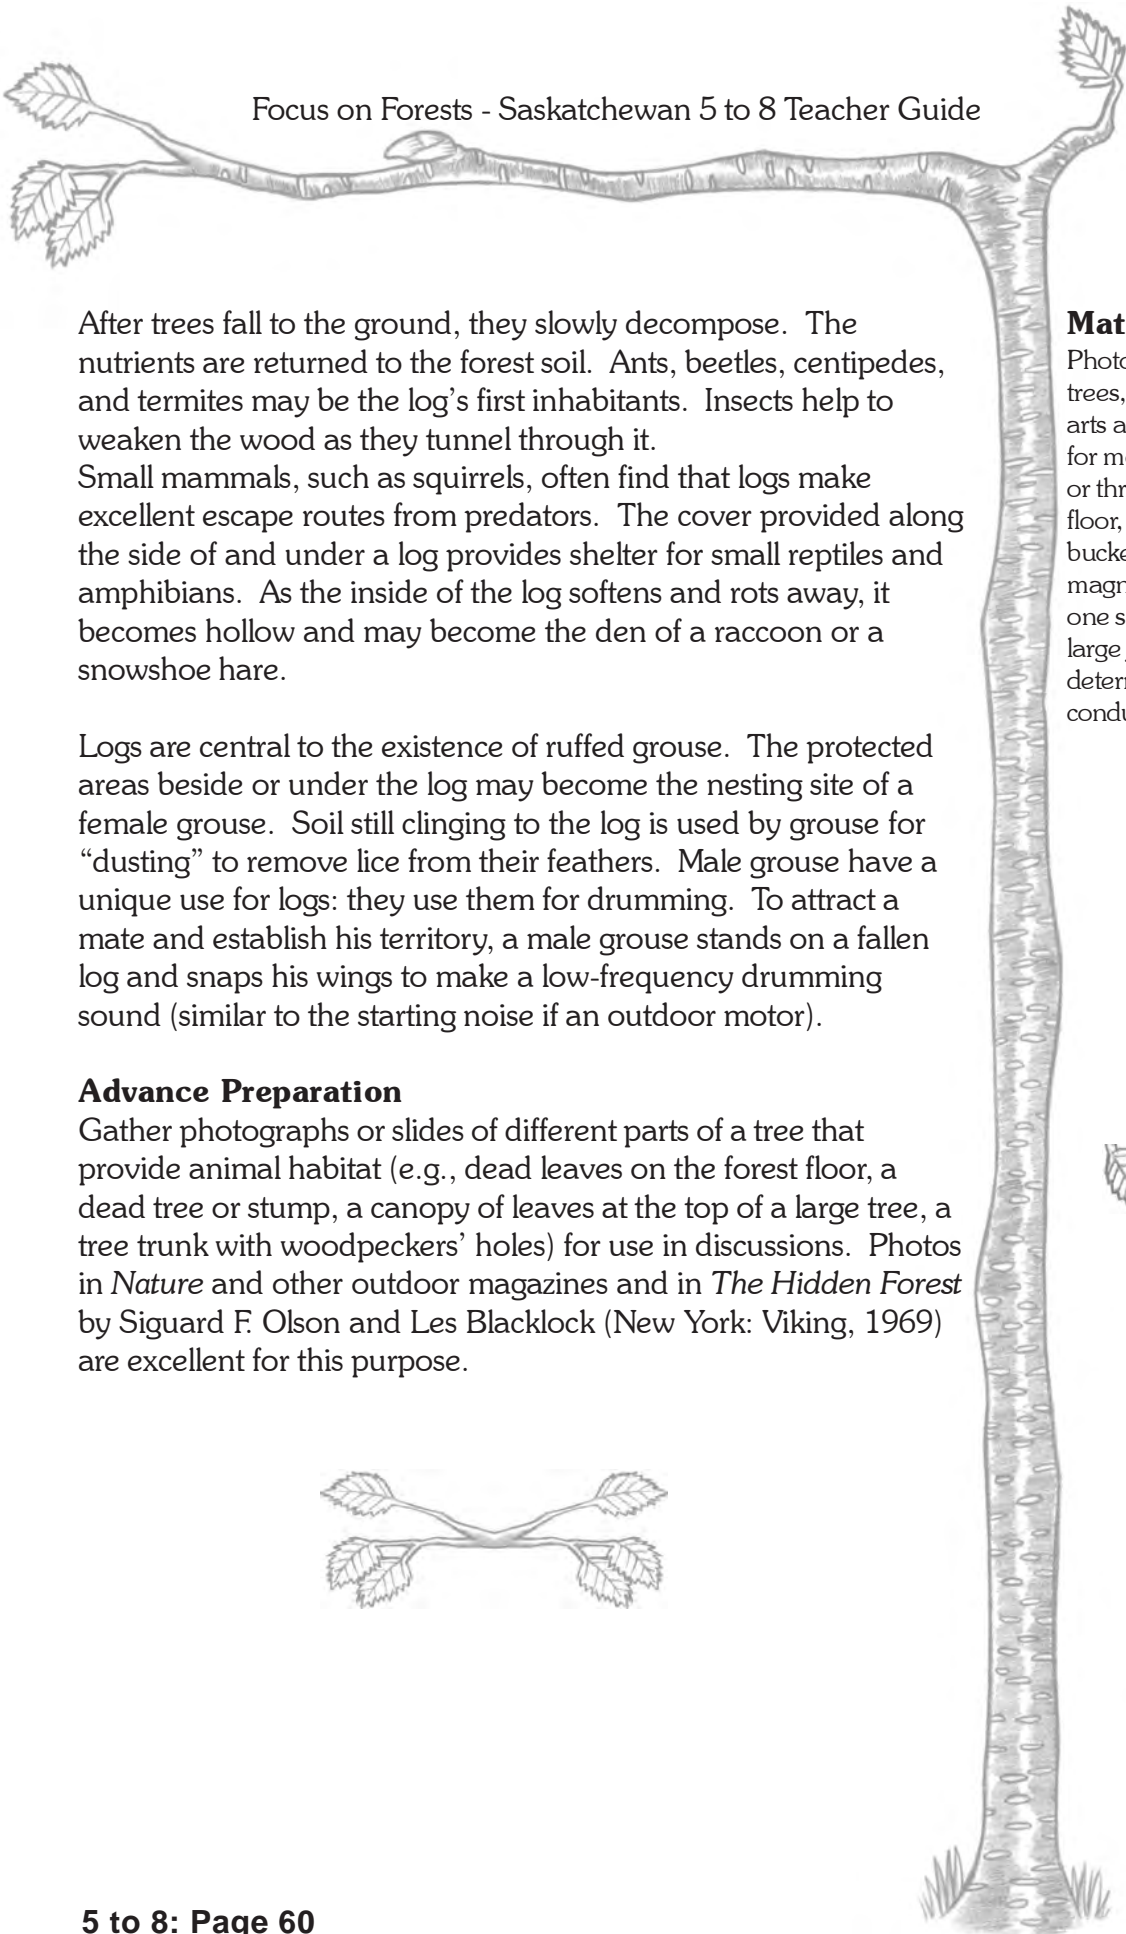 Focus on Forests - Saskatchewan 5 to 8 Teacher Guide
After trees fall to the ground, they slowly decompose. The
nutrients are returned to the forest soil. Ants, beetles, centipedes,
and termites may be the log's first inhabitants. Insects help to
weaken the wood as they tunnel through it.
Small mammals, such as squirrels, often find that logs make
excellent escape routes from predators. The cover provided along
the side of and under a log provides shelter for small reptiles and
amphibians. As the inside of the log softens and rots away, it
becomes hollow and may become the den of a raccoon or a
snowshoe hare.
Logs are central to the existence of ruffed grouse. The protected
areas beside or under the log may become the nesting site of a
female grouse. Soil still clinging to the log is used by grouse for
“dusting” to remove lice from their feathers. Male grouse have a
unique use for logs: they use them for drumming. To attract a
mate and establish his territory, a male grouse stands on a fallen
log and snaps his wings to make a low-frequency drumming
sound (similar to the starting noise if an outdoor motor).
Advance Preparation
Gather photographs or slides of different parts of a tree that
provide animal habitat (e.g., dead leaves on the forest floor, a
dead tree or stump, a canopy of leaves at the top of a large tree, a
tree trunk with woodpeckers' holes) for use in discussions. Photos
in Nature and other outdoor magazines and in The Hidden Forest
by Siguard F. Olson and Les Blacklock (New York: Viking, 1969)
are excellent for this purpose.
trees,
arts
for
or
floor,
one
large
5 to 8: Page 60